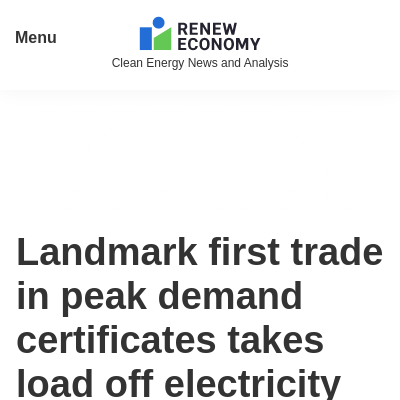 Menu
RENEW
ECONOMY
Clean Energy News and Analysis
Landmark first trade
in peak demand
certificates takes
load off electricity